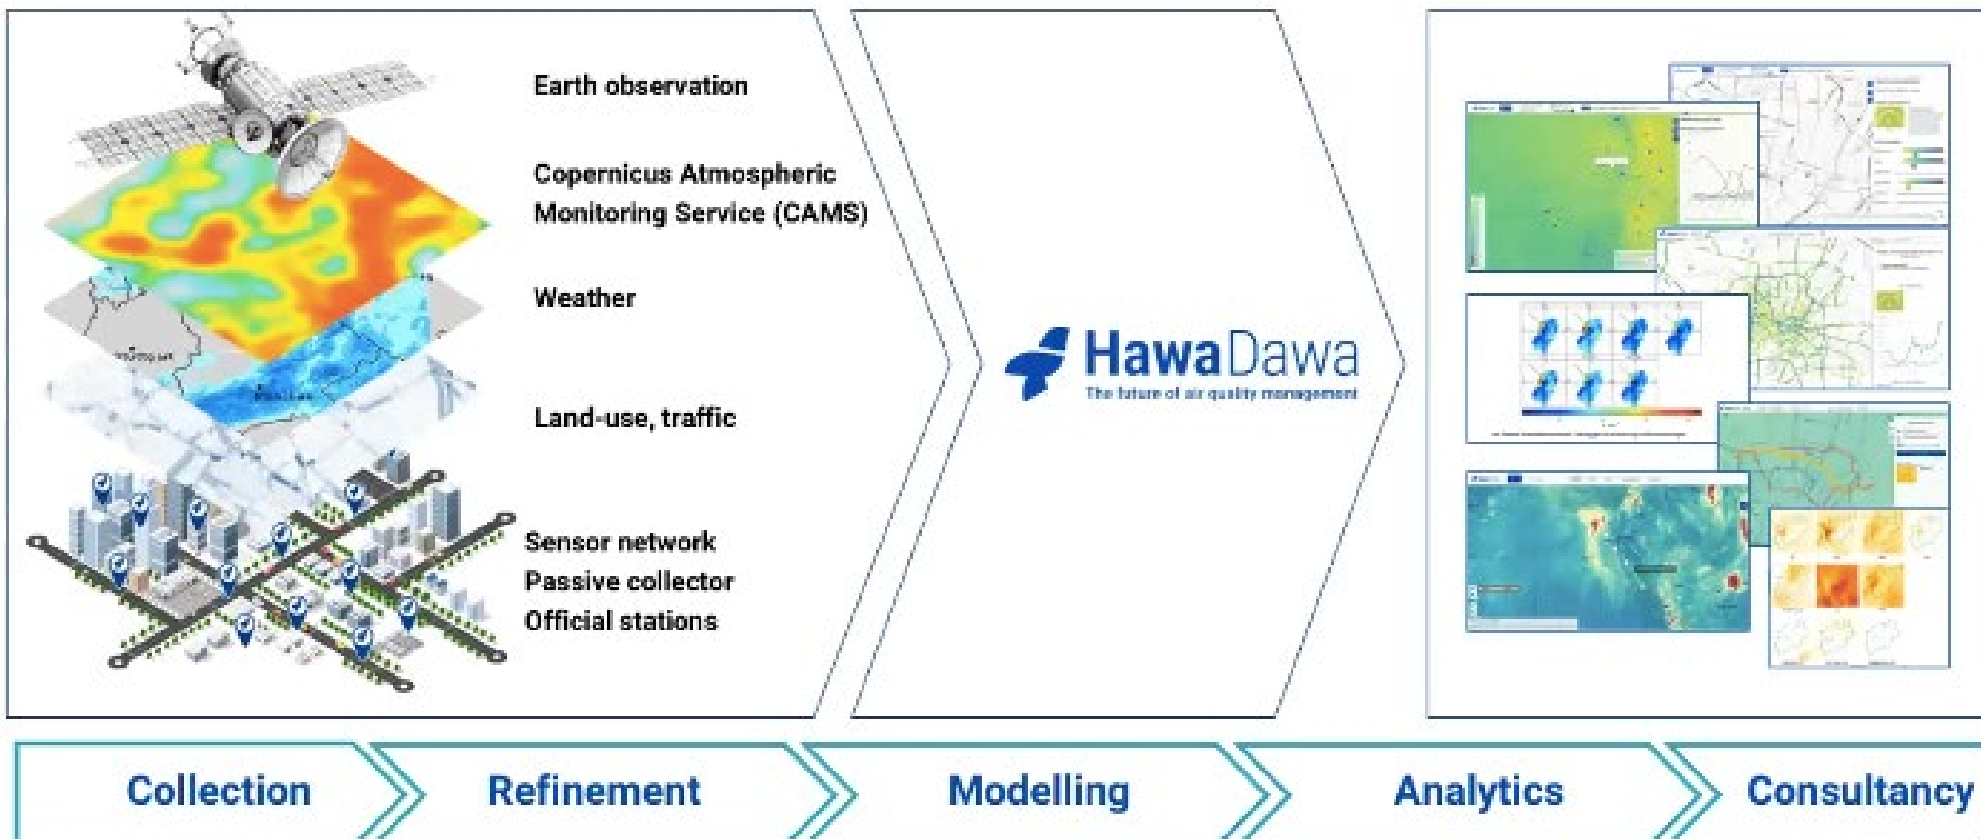 Earth observation
Copernicus Atmospheric
Monitoring Service (CAMS)
Weather
Land-use, traffic
Sensor network
Passive collector
Official stations
HawaDawa
The future of air quality management
Collection
Refinement
Modelling
Analytics
Consultancy